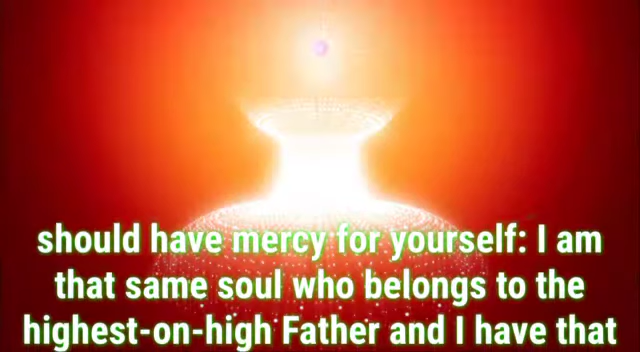 should have mercy for yourself: I am
that same soul who belongs to the
highest-on-high Father and I have that